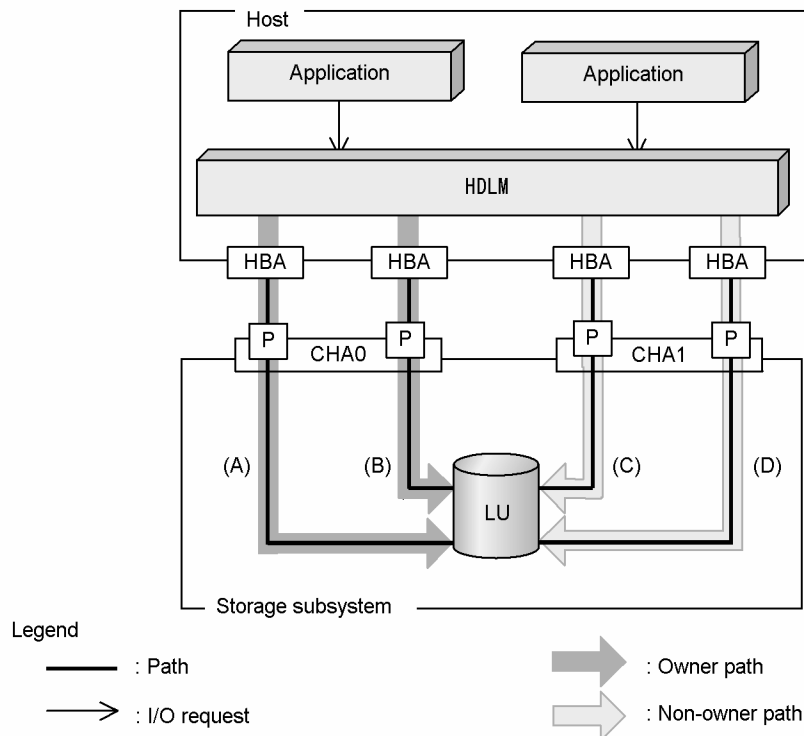 Host
Application
Application
HDLM
HBA
HBA
HBA
HBA
P
P
P
P
CHA0
CHA1
(A)
(B)
(C)
(D)
LU
Storage subsystem
Legend
: Path
: Owner path
: I/O request
: Non-owner path